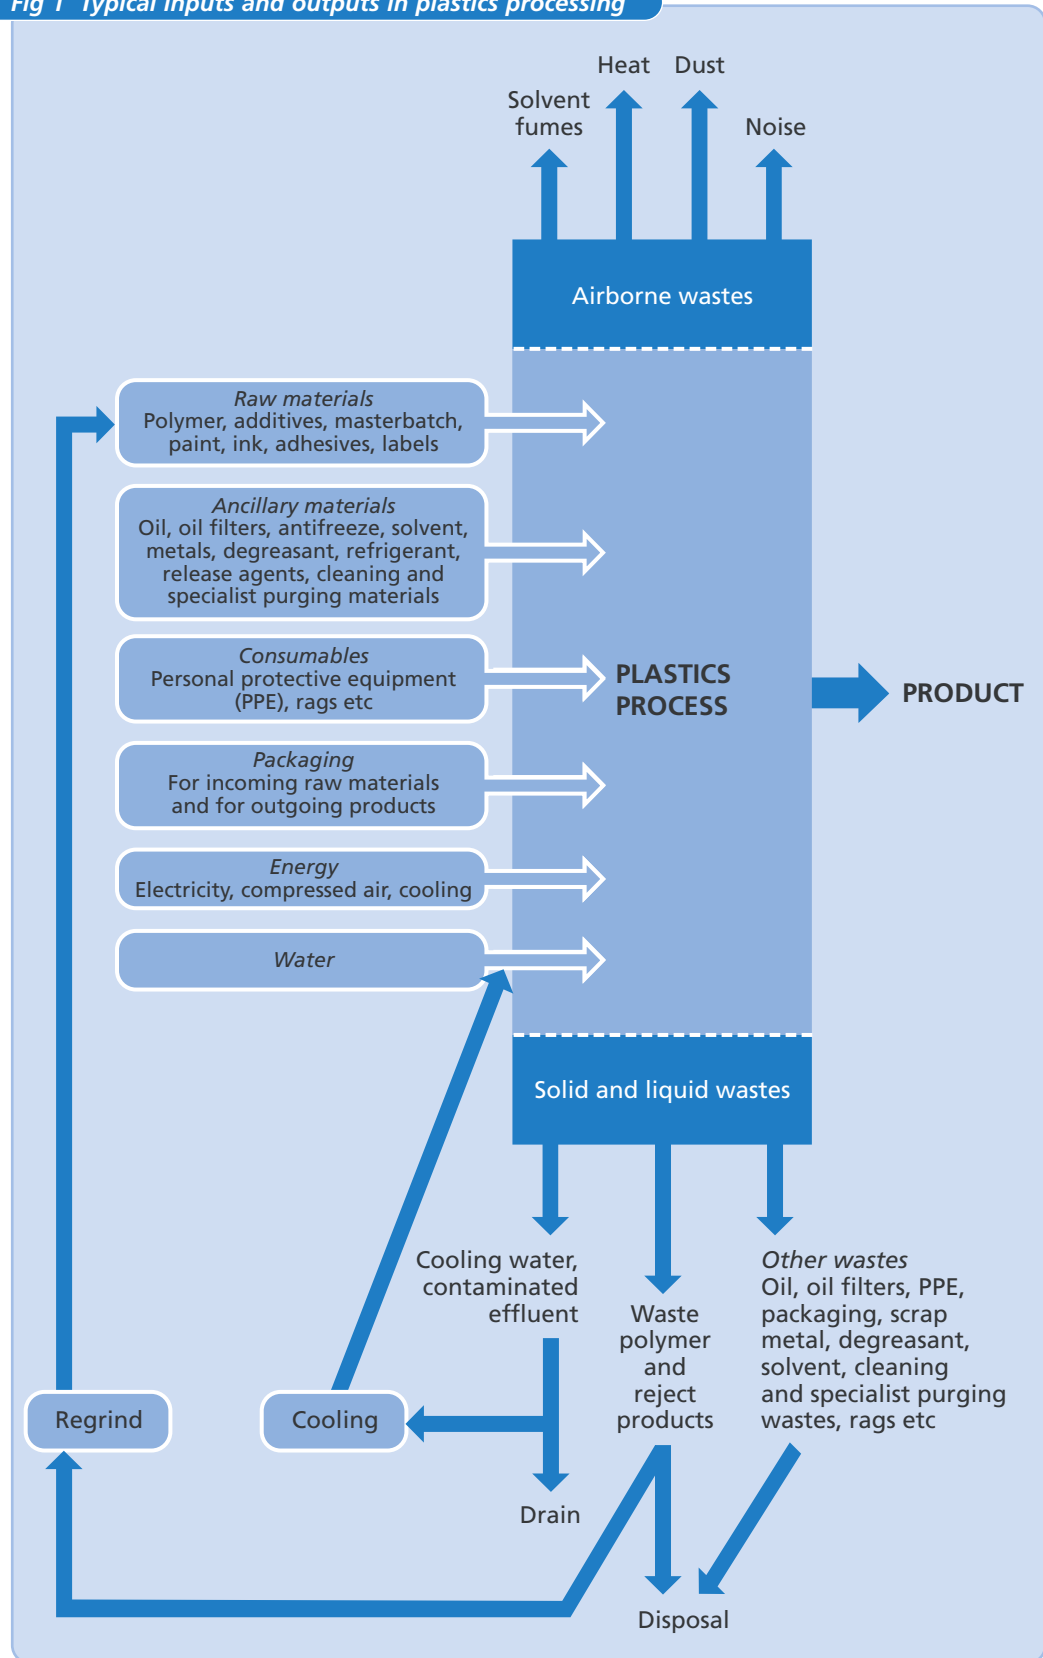 Fig 1 Typical inputs and outputs in plastics processing
Heat
Dust
Solvent
fumes
Noise
Airborne wastes
Raw materials
Polymer, additives, masterbatch,
paint, ink, adhesives, labels
Ancillary materials
Oil, oil filters, antifreeze, solvent,
metals, degreasant, refrigerant,
release agents, cleaning and
specialist purging materials
Consumables
Personal protective equipment
(PPE), rags etc
PLASTICS
PROCESS
PRODUCT
Packaging
For incoming raw materials
and for outgoing products
Energy
Electricity, compressed air, cooling
Water
Solid and liquid wastes
Cooling water,
contaminated
effluent
Waste
polymer
and
reject
products
Other wastes
Oil, oil filters, PPE,
packaging, scrap
metal, degreasant,
solvent, cleaning
and specialist purging
wastes, rags etc
Regrind
Cooling
Drain
Disposal